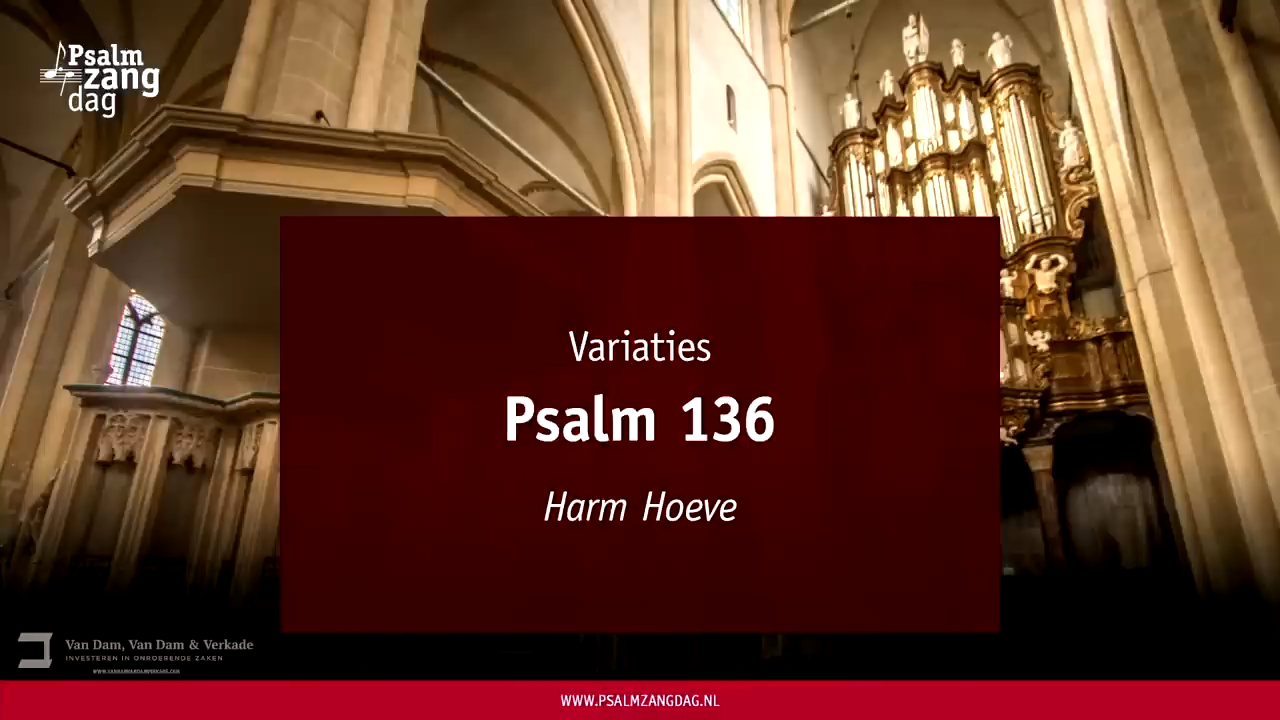 Psalm
zang
dag
Variaties
Psalm 136
Harm Hoeve
Van Dam, Van Dam & Verkade
INVESTEREN IN ONROERENDE ZAKEN
WWW.PSALMZANGDAG.NL